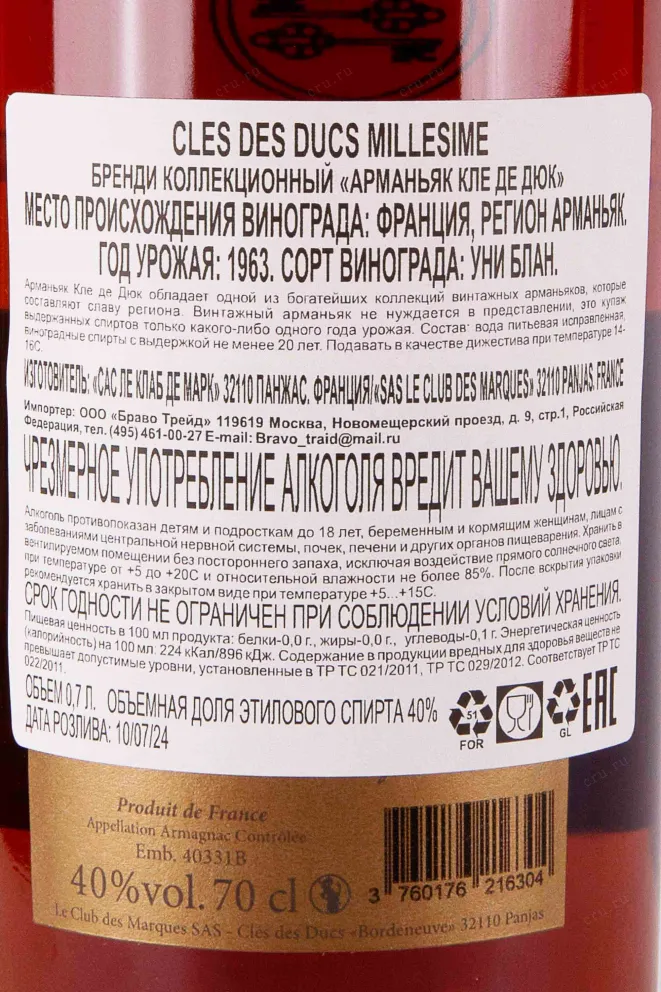 CLES DES DUCS MILLESIME
БРЕНДИ КОЛЛЕКЦИОННЫЙ «АРМАНЬЯК КЛЕ ДЕ ДЮК»
МЕСТО ПРОИСХОЖДЕНИЯ ВИНОГРАДА: ФРАНЦИЯ, РЕГИОН АРМАНЬЯК.
ГОД УРОЖАЯ: 1963. СОРТ ВИНОГРАДА: УНИ БЛАН.
Арманьяк Кле де Дюк обладает одной из богатейших коллекций винтажных арманьяков, которые
составляют славу региона. Винтажный арманьяк не нуждается в представлении, это купаж
выдержанных спиртов только какого-либо одного года урожая. Состав: вода питьевая исправленная,
виноградные спирты с выдержкой не менее 20 лет. Подавать в качестве дижестива при температуре 14-
16С.
ИЗГОТОВИТЕЛЬ: «САС ЛЕ КЛАБ ДЕ МАРК» 32110 ПАНЖАС. ФРАНЦИЯ/«SAS LE CLUB DES MARQUES» 32110 PANJAS. FRANCE
Импортер: ООО «Браво Трейд» 119619 Москва, Новомещерский проезд, д. 9, стр.1, Российская
Федерация, тел. (495) 461-00-27 E-mail: Bravo_traid@mail.ru
ЧРЕЗМЕРНОЕ УПОТРЕБЛЕНИЕ АЛКОГОЛЯ ВРЕДИТ ВАШЕМУ ЗДОРОВЬЮ.
Алкоголь противопоказан детям и подросткам до 18 лет, беременным и кормящим женщинам, лицам с
заболеваниями центральной нервной системы, почек, печени и других органов пищеварения. Хранить в
вентилируемом помещении без постороннего запаха, исключая воздействие прямого солнечного света,
при температуре от +5 до +20С и относительной влажности не более 85%. После вскрытия упаковки
рекомендуется хранить в закрытом виде при температуре +5...+15С.
СРОК ГОДНОСТИ НЕ ОГРАНИЧЕН ПРИ СОБЛЮДЕНИИ УСЛОВИЙ ХРАНЕНИЯ.
Пищевая ценность в 100 мл продукта: белки-0,0 г., жиры-0,0 г., углеводы-0,1 г. Энергетическая ценность
(калорийность) на 100 мл: 224 кКал/896 кДж. Содержание в продукции вредных для здоровья веществ не
превышает допустимые уровни, установленные в ТР ТС 021/2011, ТР ТС 029/2012. Соответствует ТР ТС
022/2011.
ОБЪЕМ 0,7 Л. ОБЪЕМНАЯ ДОЛЯ ЭТИЛОВОГО СПИРТА 40%
ДАТА РОЗЛИВА: 10/07/24
51
FOR
GL
EAC
Produit de France
Appellation Armagnac Contrôlée
Emb. 40331B
40%vol. 70 cl
3 760176 216304
Le Club des Marques SAS - Clés des Ducs «Bordeneuve» 32110 Panjas